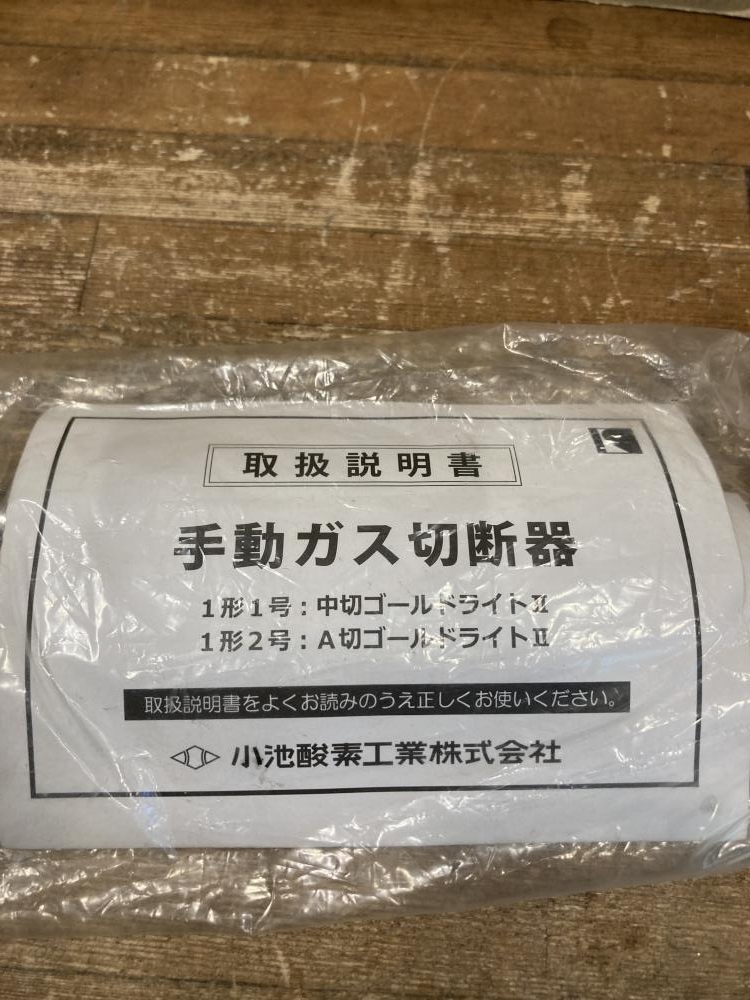 取扱説明書
手動ガス切断器
1形1号：中切ゴールドライトⅡ
1形2号：A切ゴールドライトⅡ
取扱説明書をよくお読みのうえ正しくお使いください。
小池酸素工業株式会社